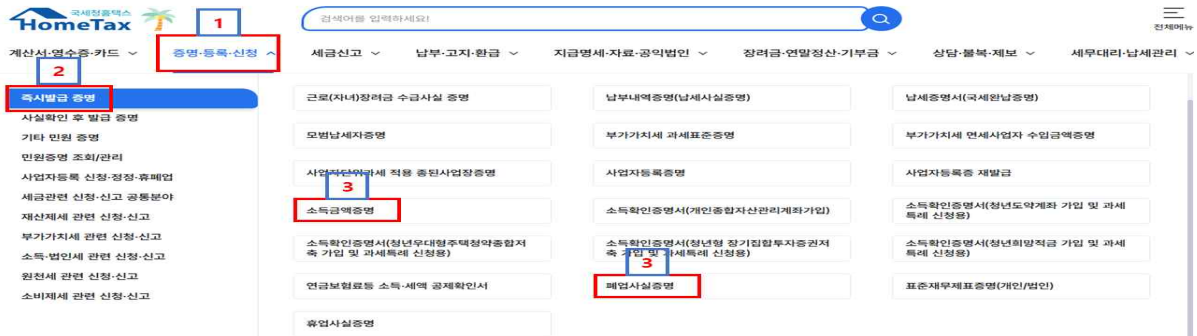 국세청홈택스
HomeTax
1
검색어를 입력하세요!
전체메뉴
계산서·영수증·카드
증명·등록·신청
세금신고
납부·고지·환급
지급명세·자료·공익법인
장려금·연말정산·기부금
상담·불복·제보
세무대리·납세관리
2
즉시발급 증명
사실확인 후 발급 증명
기타 민원 증명
민원증명 조회/관리
사업자등록 신청·정정·휴폐업
세금관련 신청·신고 공통분야
재산제세 관련 신청·신고
부가가치세 관련 신청·신고
소득·법인세 관련 신청·신고
원천세 관련 신청·신고
소비제세 관련 신청·신고
근로(자녀)장려금 수급사실 증명
납부내역증명(납세사실증명)
납세증명서(국세완납증명)
모범납세자증명
부가가치세 과세표준증명
부가가치세 면세사업자 수입금액증명
사업자단위과세 적용 종된사업장증명
사업자등록증명
사업자등록증 재발급
3
소득금액증명
소득확인증명서(개인종합자산관리계좌가입)
소득확인증명서(청년도약계좌 가입 및 과세
특례 신청용)
소득확인증명서(청년우대형주택청약종합저
축 가입 및 과세특례 신청용)
소득확인증명서(청년형 장기집합투자증권저
축 가입 및 과세특례 신청용)
소득확인증명서(청년희망적금 가입 및 과세
특례 신청용)
3
연금보험료등 소득·세액 공제확인서
폐업사실증명
표준재무제표증명(개인/법인)
휴업사실증명